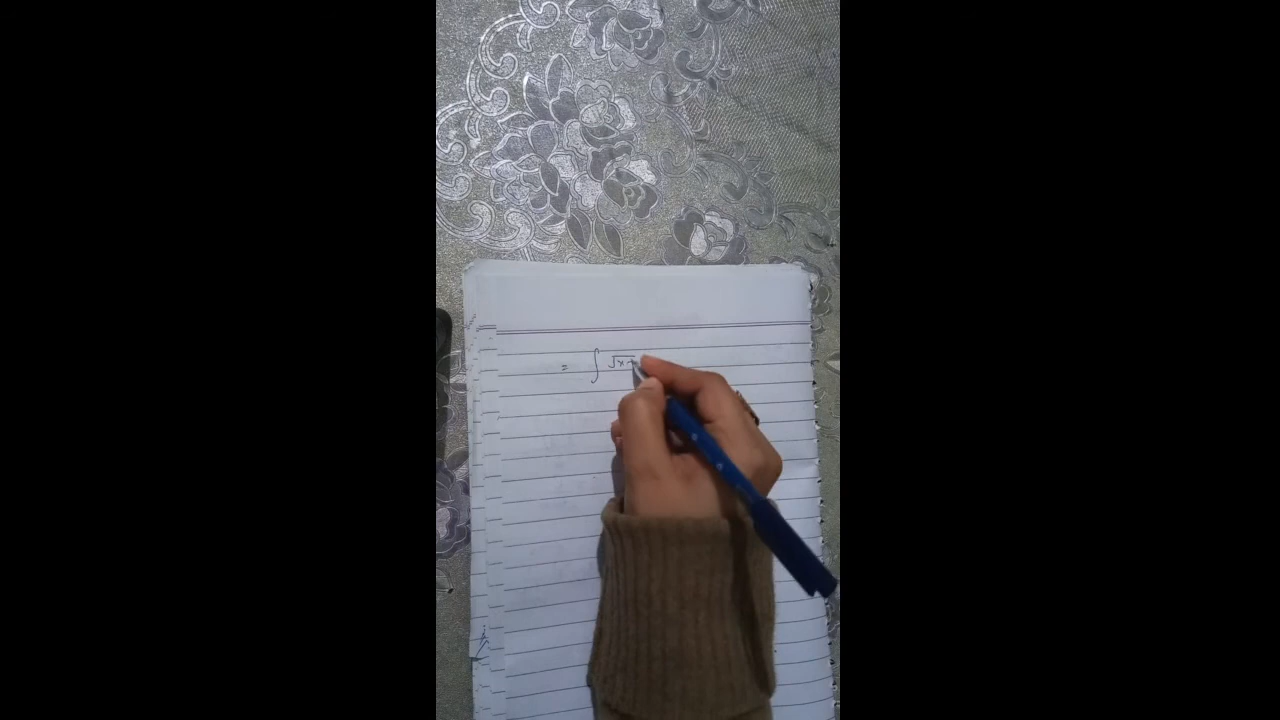 = ∫ √x